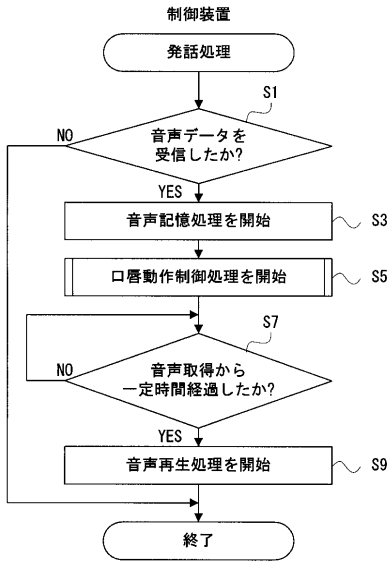 制御装置
発話処理
S1
NO
音声データを
受信したか?
YES
音声記憶処理を開始
S3
口唇動作制御処理を開始
S5
S7
NO
音声取得から
一定時間経過したか?
YES
音声再生処理を開始
S9
終了